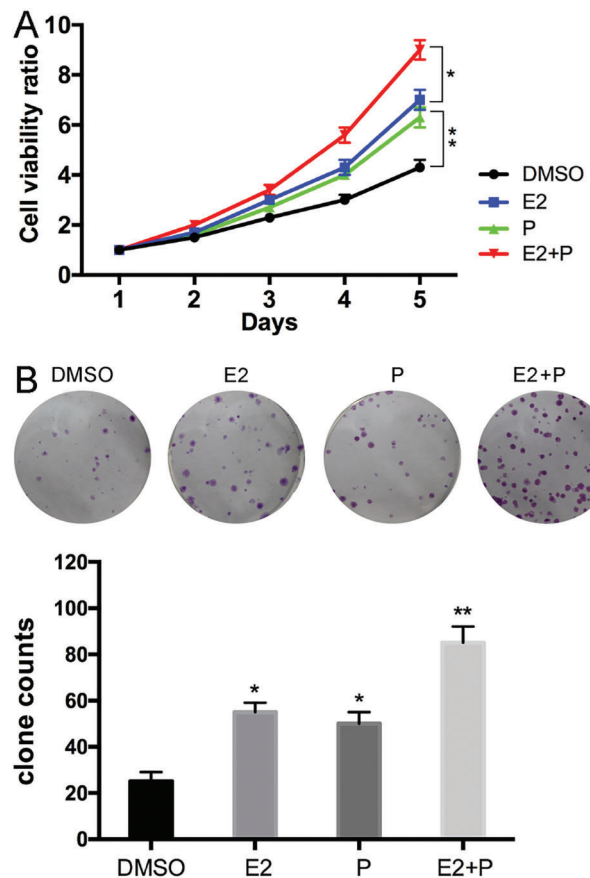 A
Cell viability ratio
10
8
6
4
2
0
1 2 3 4 5
Days
*
**
DMSO
E2
P
E2+P
B
DMSO E2 P E2+P
clone counts
120
100
80
60
40
20
0
* * **
DMSO E2 P E2+P